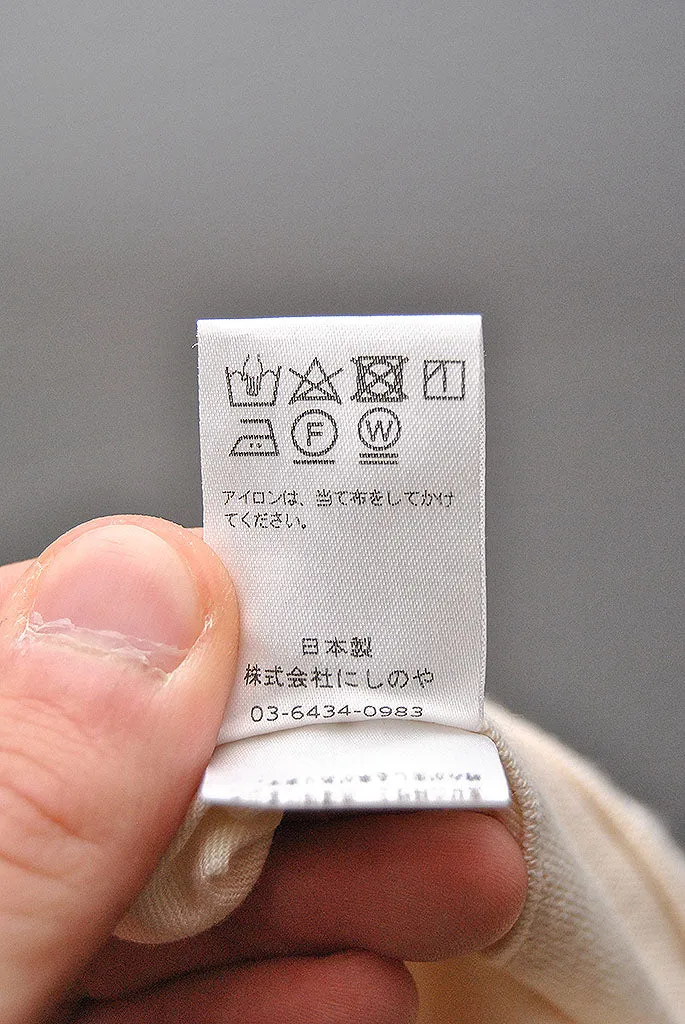 F W
アイロンは、当て布をしてかけ
てください。
日本製
株式会社にしのや
03-6434-0983